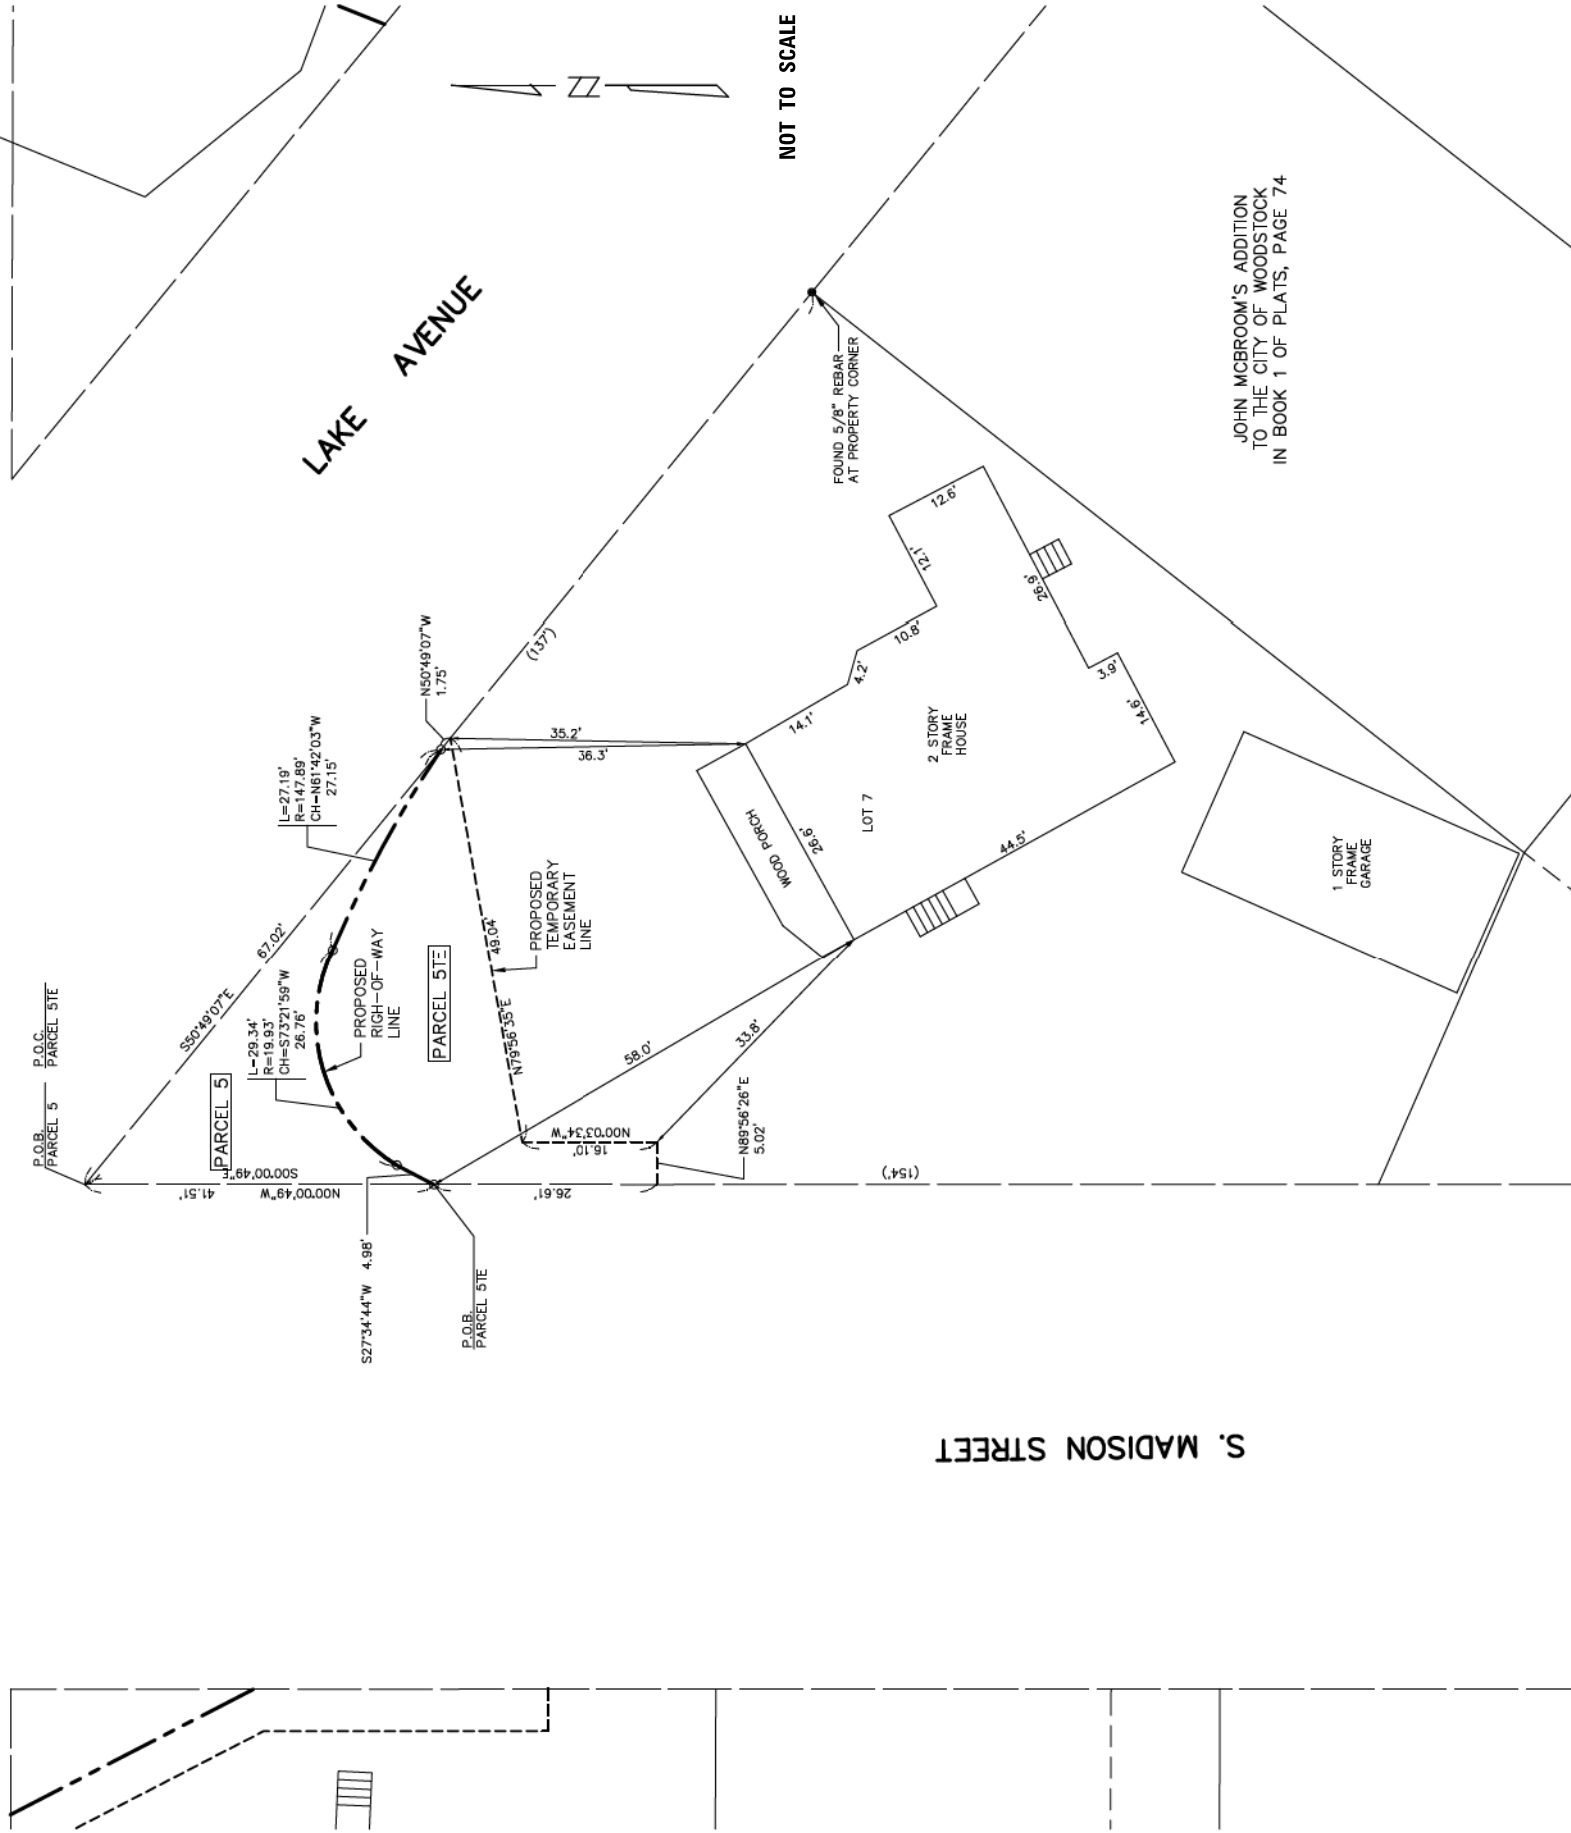 NOT TO SCALE
LAKE AVENUE
JOHN MCBROOM'S ADDITION
TO THE CITY OF WOODSTOCK
IN BOOK 1 OF PLATS, PAGE 74
FOUND 5/8" REBAR
AT PROPERTY CORNER
N50°49'07"W
1.75'
(137')
L=27.19'
R=147.89'
CH=N61°42'03"W
27.15'
35.2'
36.3'
12.6'
12.1'
10.8'
4.2'
14.1'
26.9'
3.9'
14.6'
2 STORY
FRAME
HOUSE
LOT 7
WOOD PORCH
26.6'
44.5'
1 STORY
FRAME
GARAGE
67.02'
S50°49'07"E
P.O.C.
PARCEL 5TE
P.O.B.
PARCEL 5
L=29.34'
R=19.93'
CH=S73°21'59"W
26.76'
PROPOSED
RIGH-OF-WAY
LINE
PARCEL 5TE
PARCEL 5
49.04'
N79°56'35"E
PROPOSED
TEMPORARY
EASEMENT
LINE
58.0'
33.8'
N00°03'34"W
16.10'
N89°56'26"E
5.02'
S00°00'49"E
N00°00'49"W
41.51'
26.61'
(154')
S27°34'44"W 4.98'
P.O.B.
PARCEL 5TE
S. MADISON STREET
N